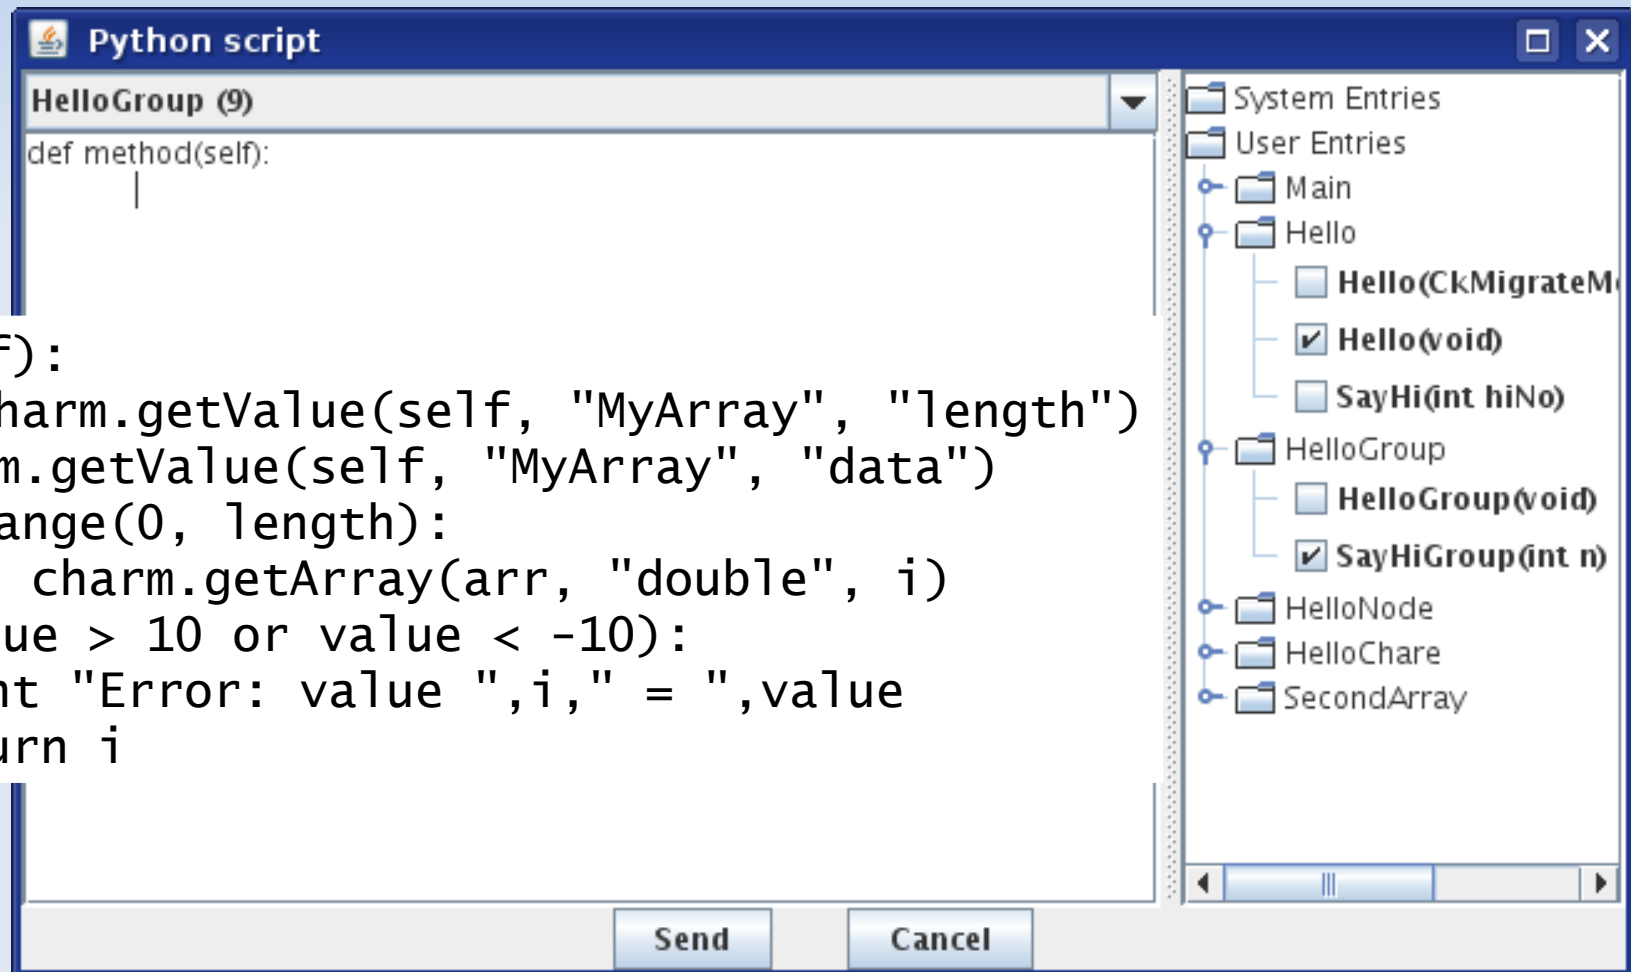 Python script
HelloGroup (9)
def method(self):
):
harm.getValue(self, "MyArray", "length")
m.getValue(self, "MyArray", "data")
ange(0, length):
charm.getArray(arr, "double", i)
ue > 10 or value < -10):
nt "Error: value ",i," = ",value
urn i
System Entries
User Entries
Main
Hello
Hello(CkMigrateM
Hello(void)
SayHi(int hiNo)
HelloGroup
HelloGroup(void)
SayHiGroup(int n)
HelloNode
HelloChare
SecondArray
Send Cancel